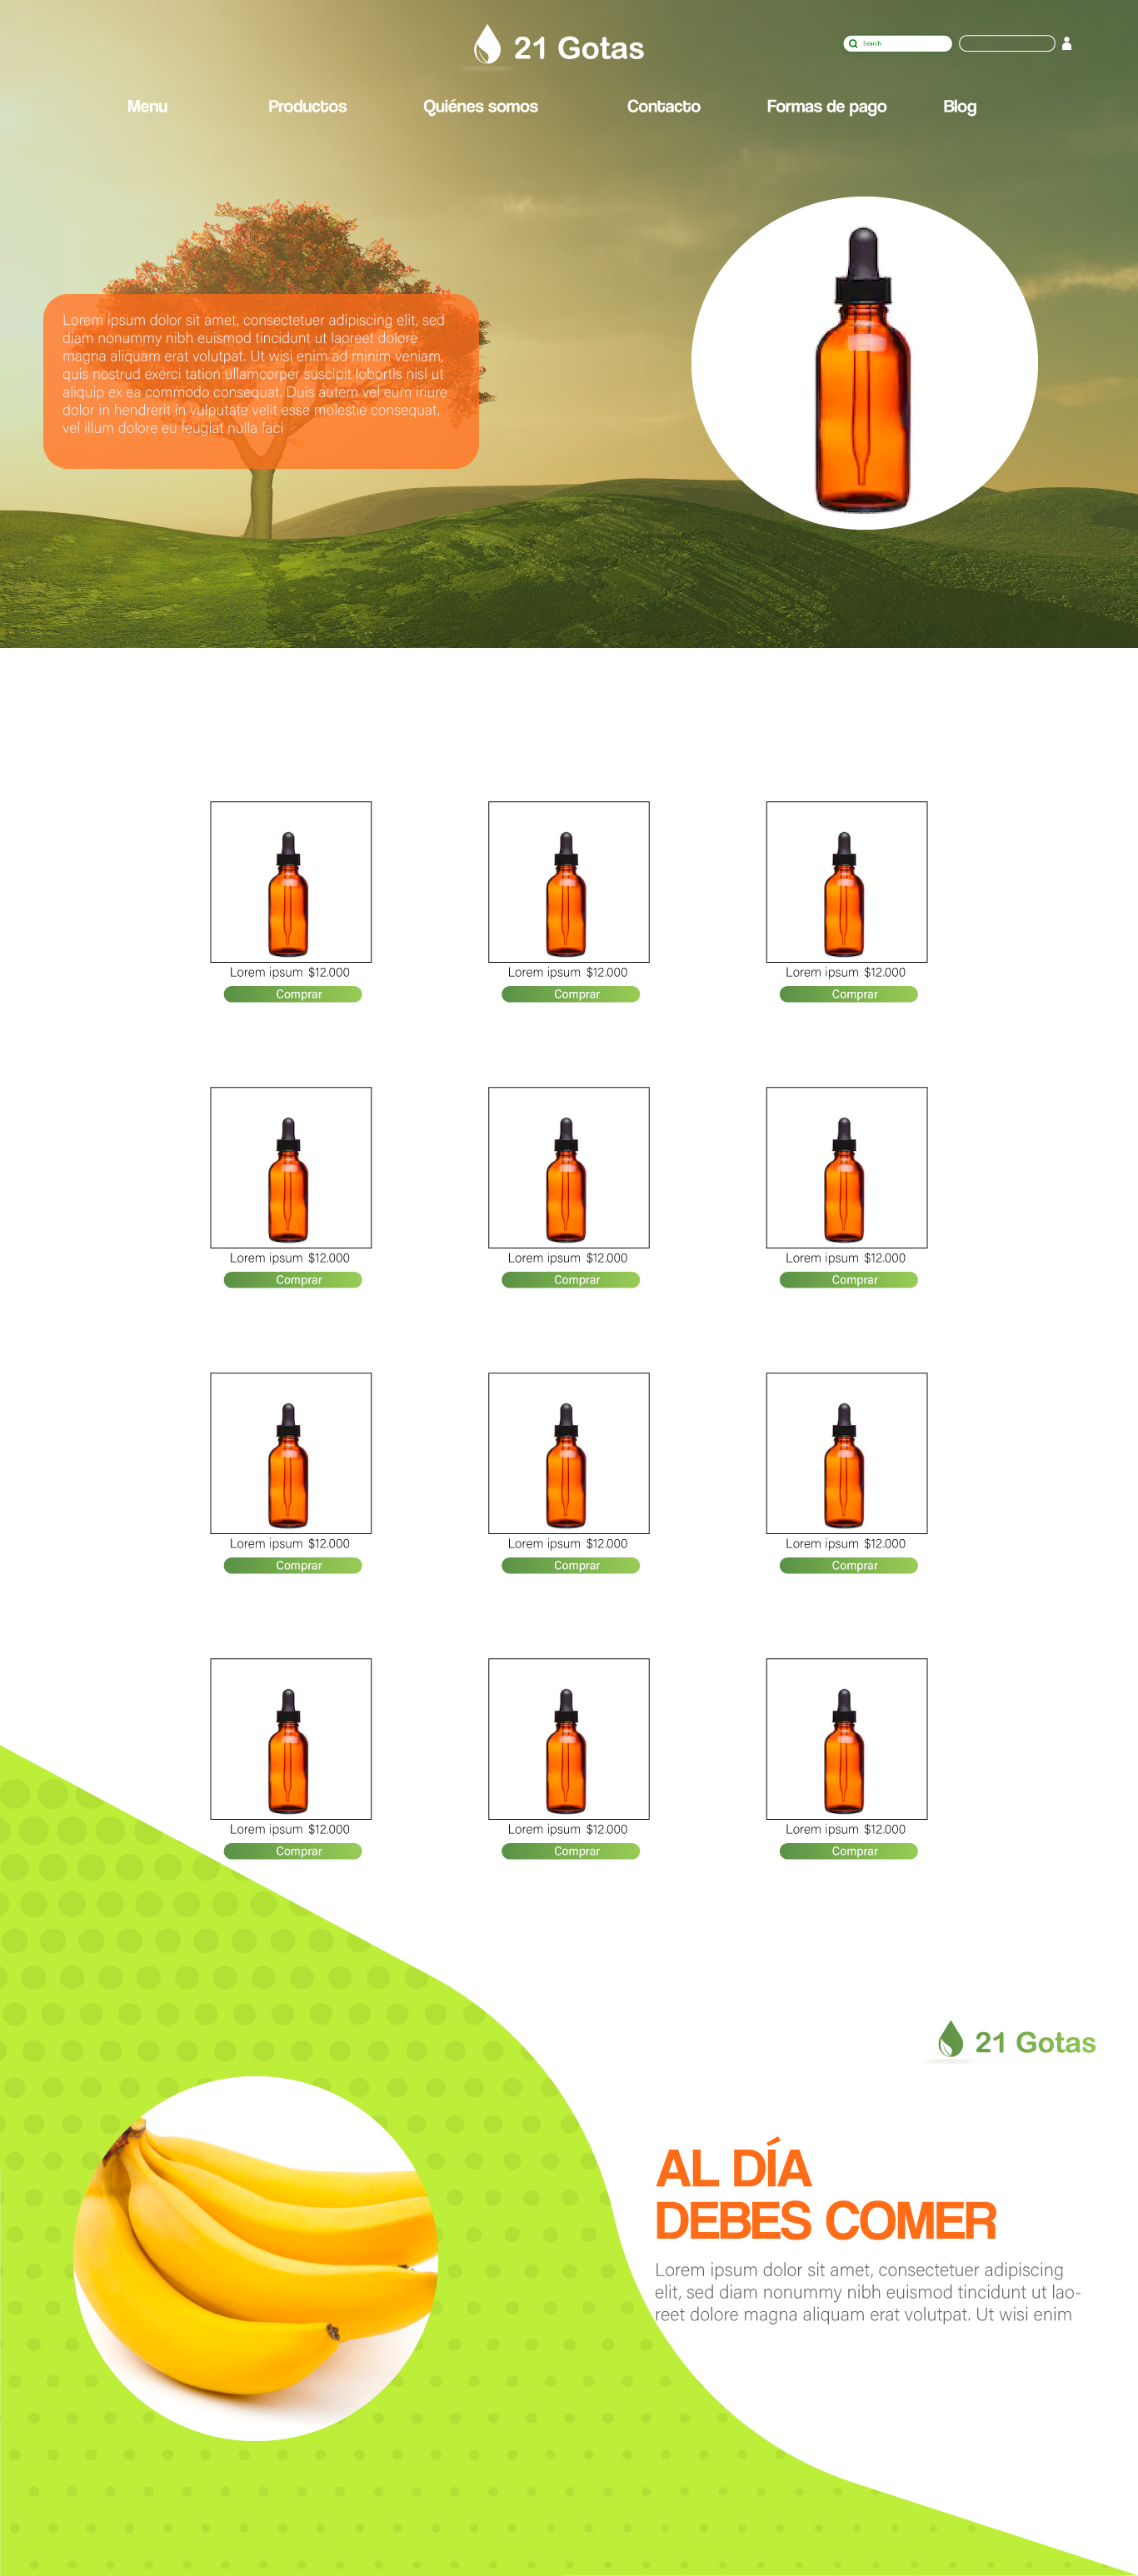 21 Gotas
Search
Menu Productos Quiénes somos Contacto Formas de pago Blog
Lorem ipsum dolor sit amet, consectetuer adipiscing elit, sed
diam nonummy nibh euismod tincidunt ut laoreet dolore
magna aliquam erat volutpat. Ut wisi enim ad minim veniam,
quis nostrud exerci tation ullamcorper suscipit lobortis nisl ut
aliquip ex ea commodo consequat. Duis autem vel eum iriure
dolor in hendrerit in vulputate velit esse molestie consequat,
vel illum dolore eu feugiat nulla faci
Lorem ipsum $12.000 Lorem ipsum $12.000 Lorem ipsum $12.000
Comprar Comprar Comprar
Lorem ipsum $12.000 Lorem ipsum $12.000 Lorem ipsum $12.000
Comprar Comprar Comprar
Lorem ipsum $12.000 Lorem ipsum $12.000 Lorem ipsum $12.000
Comprar Comprar Comprar
Lorem ipsum $12.000 Lorem ipsum $12.000 Lorem ipsum $12.000
Comprar Comprar Comprar
21 Gotas
AL DÍA
DEBES COMER
Lorem ipsum dolor sit amet, consectetuer adipiscing
elit, sed diam nonummy nibh euismod tincidunt ut lao-
reet dolore magna aliquam erat volutpat. Ut wisi enim